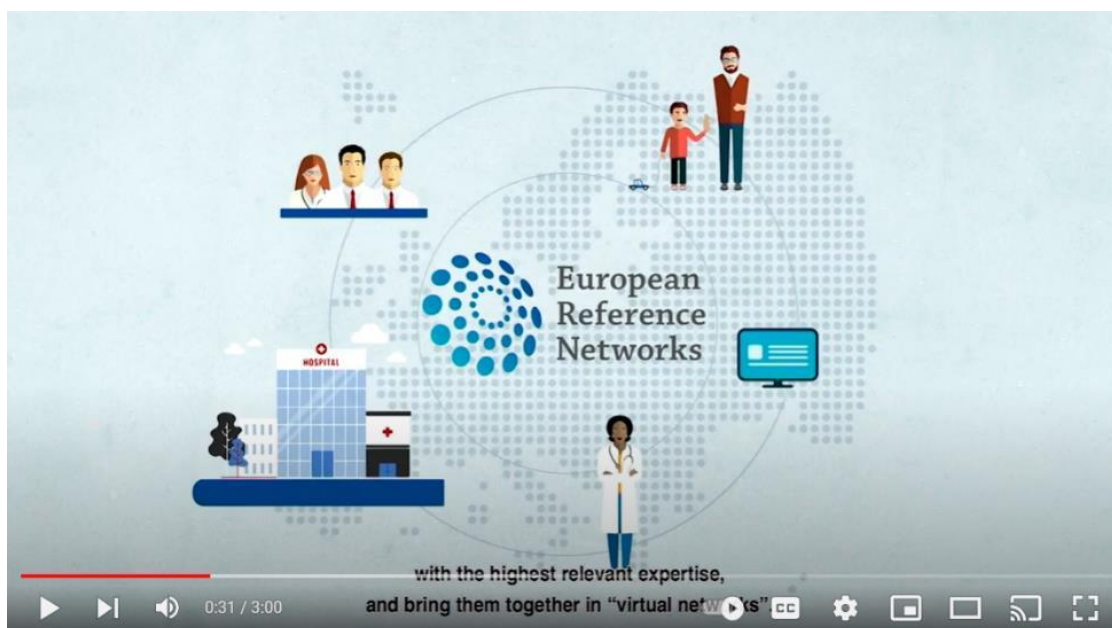 European
Reference
Networks
HOSPITAL
with the highest relevant expertise,
and bring them together in “virtual networks”.
0:31 / 3:00
CC